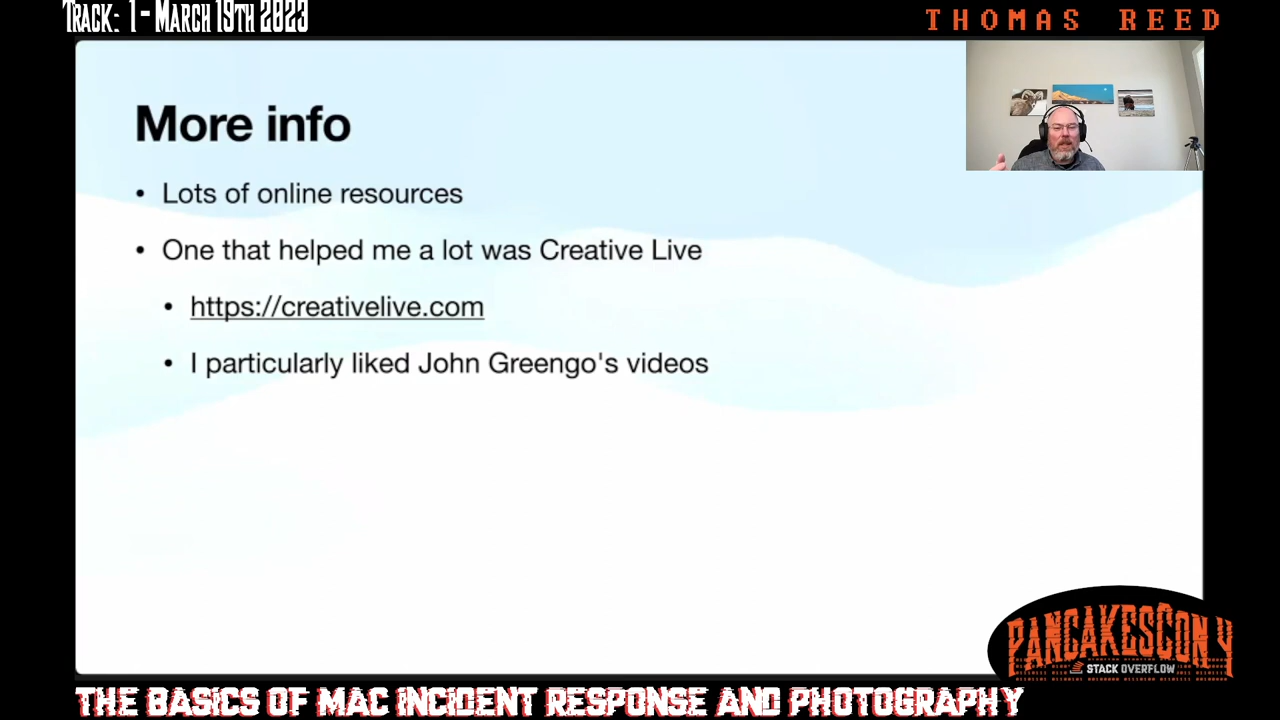 TRACK: 1 - MARCH 19TH 2023
THOMAS REED
More info
• Lots of online resources
• One that helped me a lot was Creative Live
• https://creativelive.com
• I particularly liked John Greengo's videos
PANCAKESCON 4
STACK OVERFLOW
THE BASICS OF MAC INCIDENT RESPONSE AND PHOTOGRAPHY